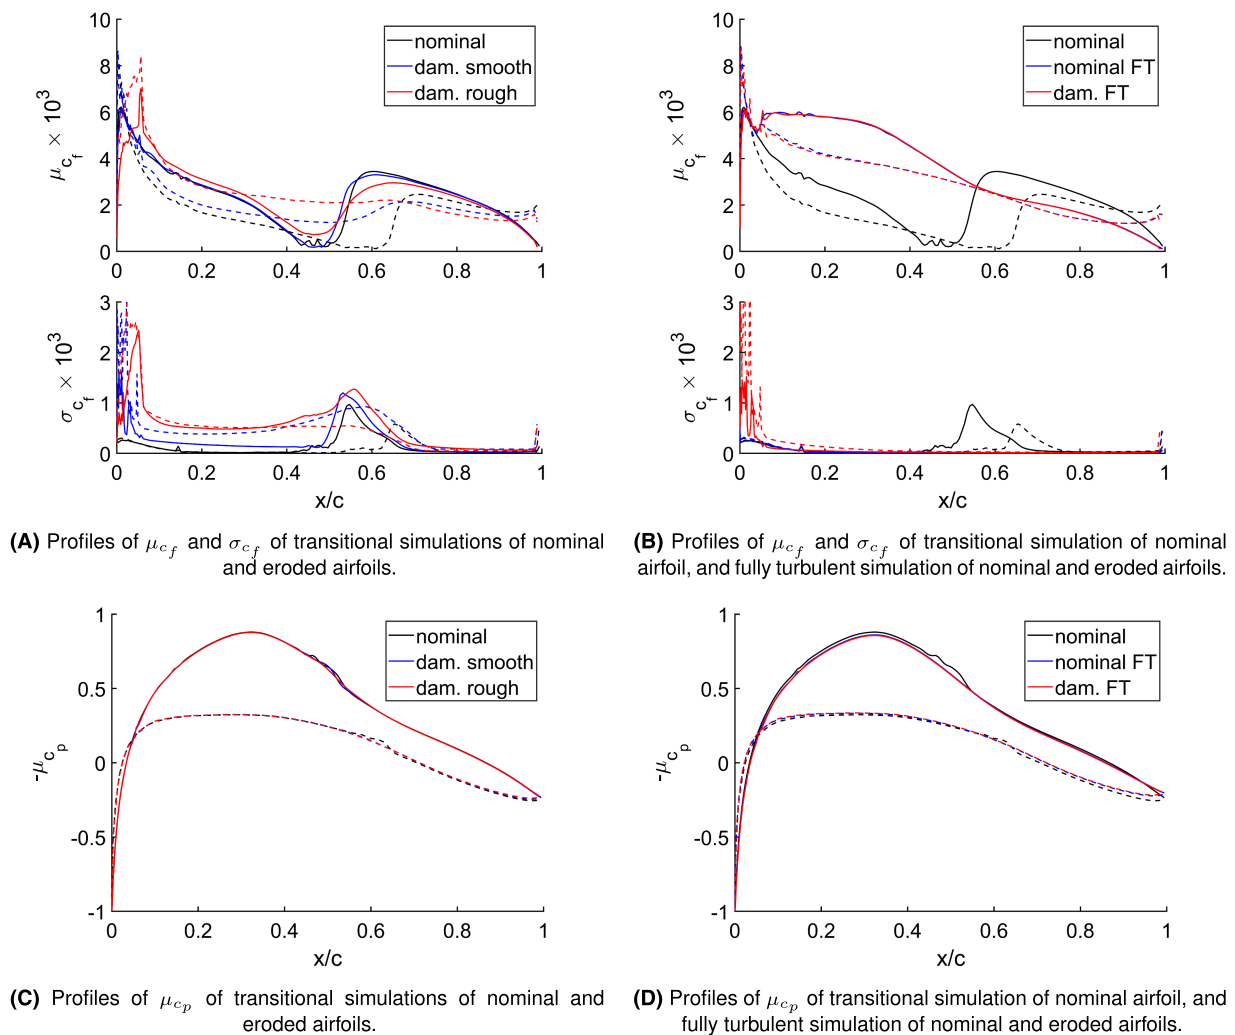 10
8
6
4
2
0
μ_{c_f} × 10^3
nominal
dam. smooth
dam. rough
0 0.2 0.4 0.6 0.8 1
3
2
1
0
σ_{c_f} × 10^3
0 0.2 0.4 0.6 0.8 1
x/c
10
8
6
4
2
0
μ_{c_f} × 10^3
nominal
nominal FT
dam. FT
0 0.2 0.4 0.6 0.8 1
3
2
1
0
σ_{c_f} × 10^3
0 0.2 0.4 0.6 0.8 1
x/c
(A) Profiles of μ_{c_f} and σ_{c_f} of transitional simulations of nominal
and eroded airfoils.
(B) Profiles of μ_{c_f} and σ_{c_f} of transitional simulation of nominal
airfoil, and fully turbulent simulation of nominal and eroded airfoils.
1
0.5
0
-0.5
-1
-μ_{c_p}
nominal
dam. smooth
dam. rough
0 0.2 0.4 0.6 0.8 1
x/c
1
0.5
0
-0.5
-1
-μ_{c_p}
nominal
nominal FT
dam. FT
0 0.2 0.4 0.6 0.8 1
x/c
(C) Profiles of μ_{c_p} of transitional simulations of nominal and
eroded airfoils.
(D) Profiles of μ_{c_p} of transitional simulation of nominal airfoil, and
fully turbulent simulation of nominal and eroded airfoils.